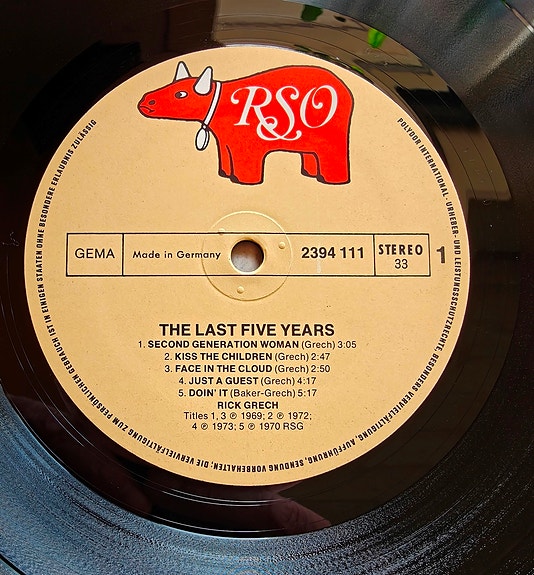 RSO
GEMA
Made in Germany
2394 111
STEREO
33
1
THE LAST FIVE YEARS
1. SECOND GENERATION WOMAN (Grech) 3:05
2. KISS THE CHILDREN (Grech) 2:47
3. FACE IN THE CLOUD (Grech) 2:50
4. JUST A GUEST (Grech) 4:17
5. DOIN' IT (Baker-Grech) 5:17
RICK GRECH
Titles 1, 3 ℗ 1969; 2 ℗ 1972;
4 ℗ 1973; 5 ℗ 1970 RSG
POLYDOR INTERNATIONAL · URHEBER- UND LEISTUNGSSCHUTZRECHTE, BESONDERS VERVIELFÄLTIGUNG, AUFFÜHRUNG, SENDUNG VORBEHALTEN; DIE VERVIELFÄLTIGUNG ZUM PERSÖNLICHEN GEBRAUCH IST IN EINIGEN STAATEN OHNE BESONDERE ERLAUBNIS ZULÄSSIG